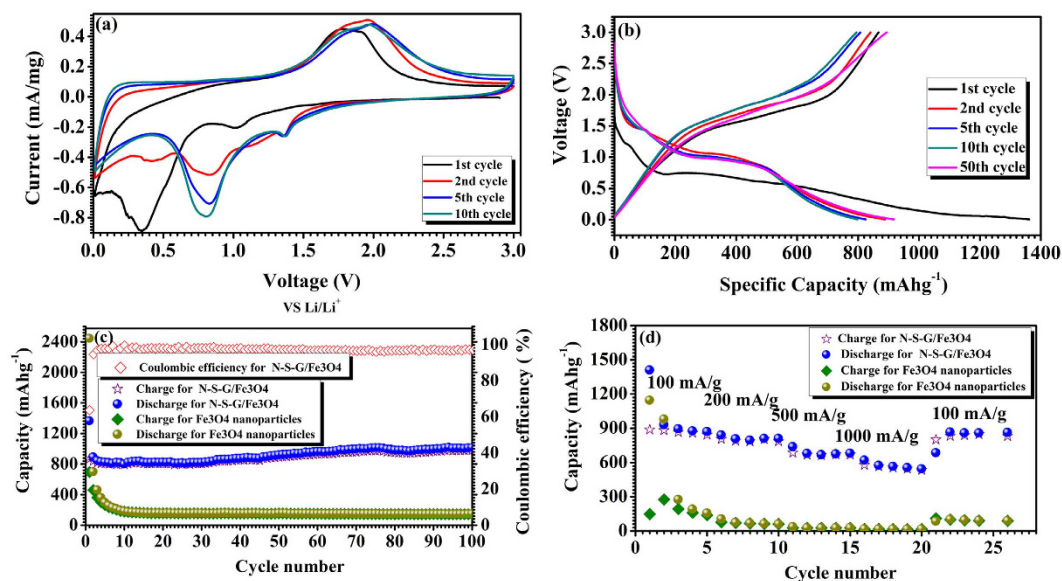 (a)
0.4
0.2
0.0
-0.2
-0.4
-0.6
-0.8
Current (mA/mg)
1st cycle
2nd cycle
5th cycle
10th cycle
0.0 0.5 1.0 1.5 2.0 2.5 3.0
Voltage (V)
VS Li/Li⁺
(b)
3.0
2.5
2.0
1.5
1.0
0.5
0.0
Voltage (V)
1st cycle
2nd cycle
5th cycle
10th cycle
50th cycle
0 200 400 600 800 1000 1200 1400
Specific Capacity (mAhg⁻¹)
(c)
2400
2000
1600
1200
800
400
0
Capacity (mAhg⁻¹)
Coulombic efficiency for N-S-G/Fe3O4
Charge for N-S-G/Fe3O4
Discharge for N-S-G/Fe3O4
Charge for Fe3O4 nanoparticles
Discharge for Fe3O4 nanoparticles
100
80
60
40
20
0
Coulombic efficiency (%)
0 10 20 30 40 50 60 70 80 90 100
Cycle number
(d)
1800
1500
1200
900
600
300
0
Capacity (mAhg⁻¹)
Charge for N-S-G/Fe3O4
Discharge for N-S-G/Fe3O4
Charge for Fe3O4 nanoparticles
Discharge for Fe3O4 nanoparticles
100 mA/g
200 mA/g
500 mA/g
1000 mA/g
100 mA/g
0 5 10 15 20 25
Cycle number